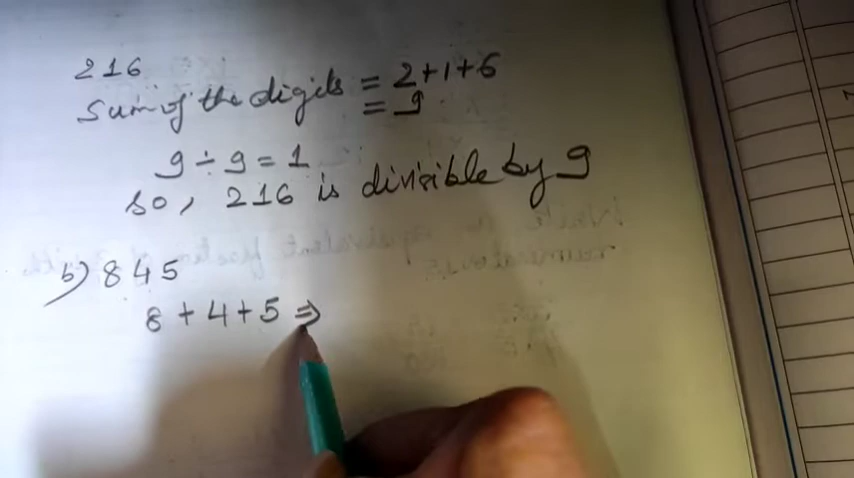 216
Sum of the digits = 2+1+6
= 9
9 ÷ 9 = 1
so, 216 is divisible by 9
b) 845
8 + 4 + 5 ⇒